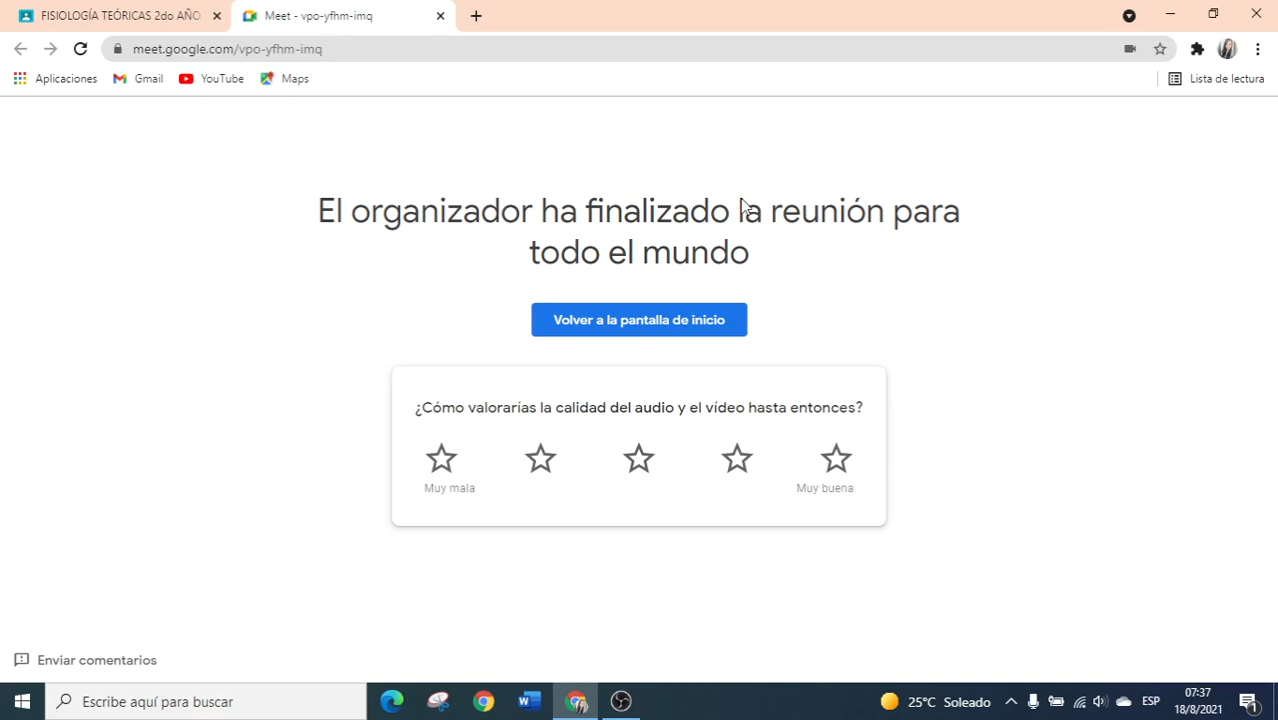 FISIOLOGÍA TEÓRICAS 2do AÑO
Meet - vpo-yfhm-imq
meet.google.com/vpo-yfhm-imq
Aplicaciones
Gmail
YouTube
Maps
Lista de lectura
El organizador ha finalizado la reunión para
todo el mundo
Volver a la pantalla de inicio
¿Cómo valorarías la calidad del audio y el vídeo hasta entonces?
Muy mala
Muy buena
Enviar comentarios
Escribe aquí para buscar
25°C Soleado
ESP
07:37
18/8/2021
1